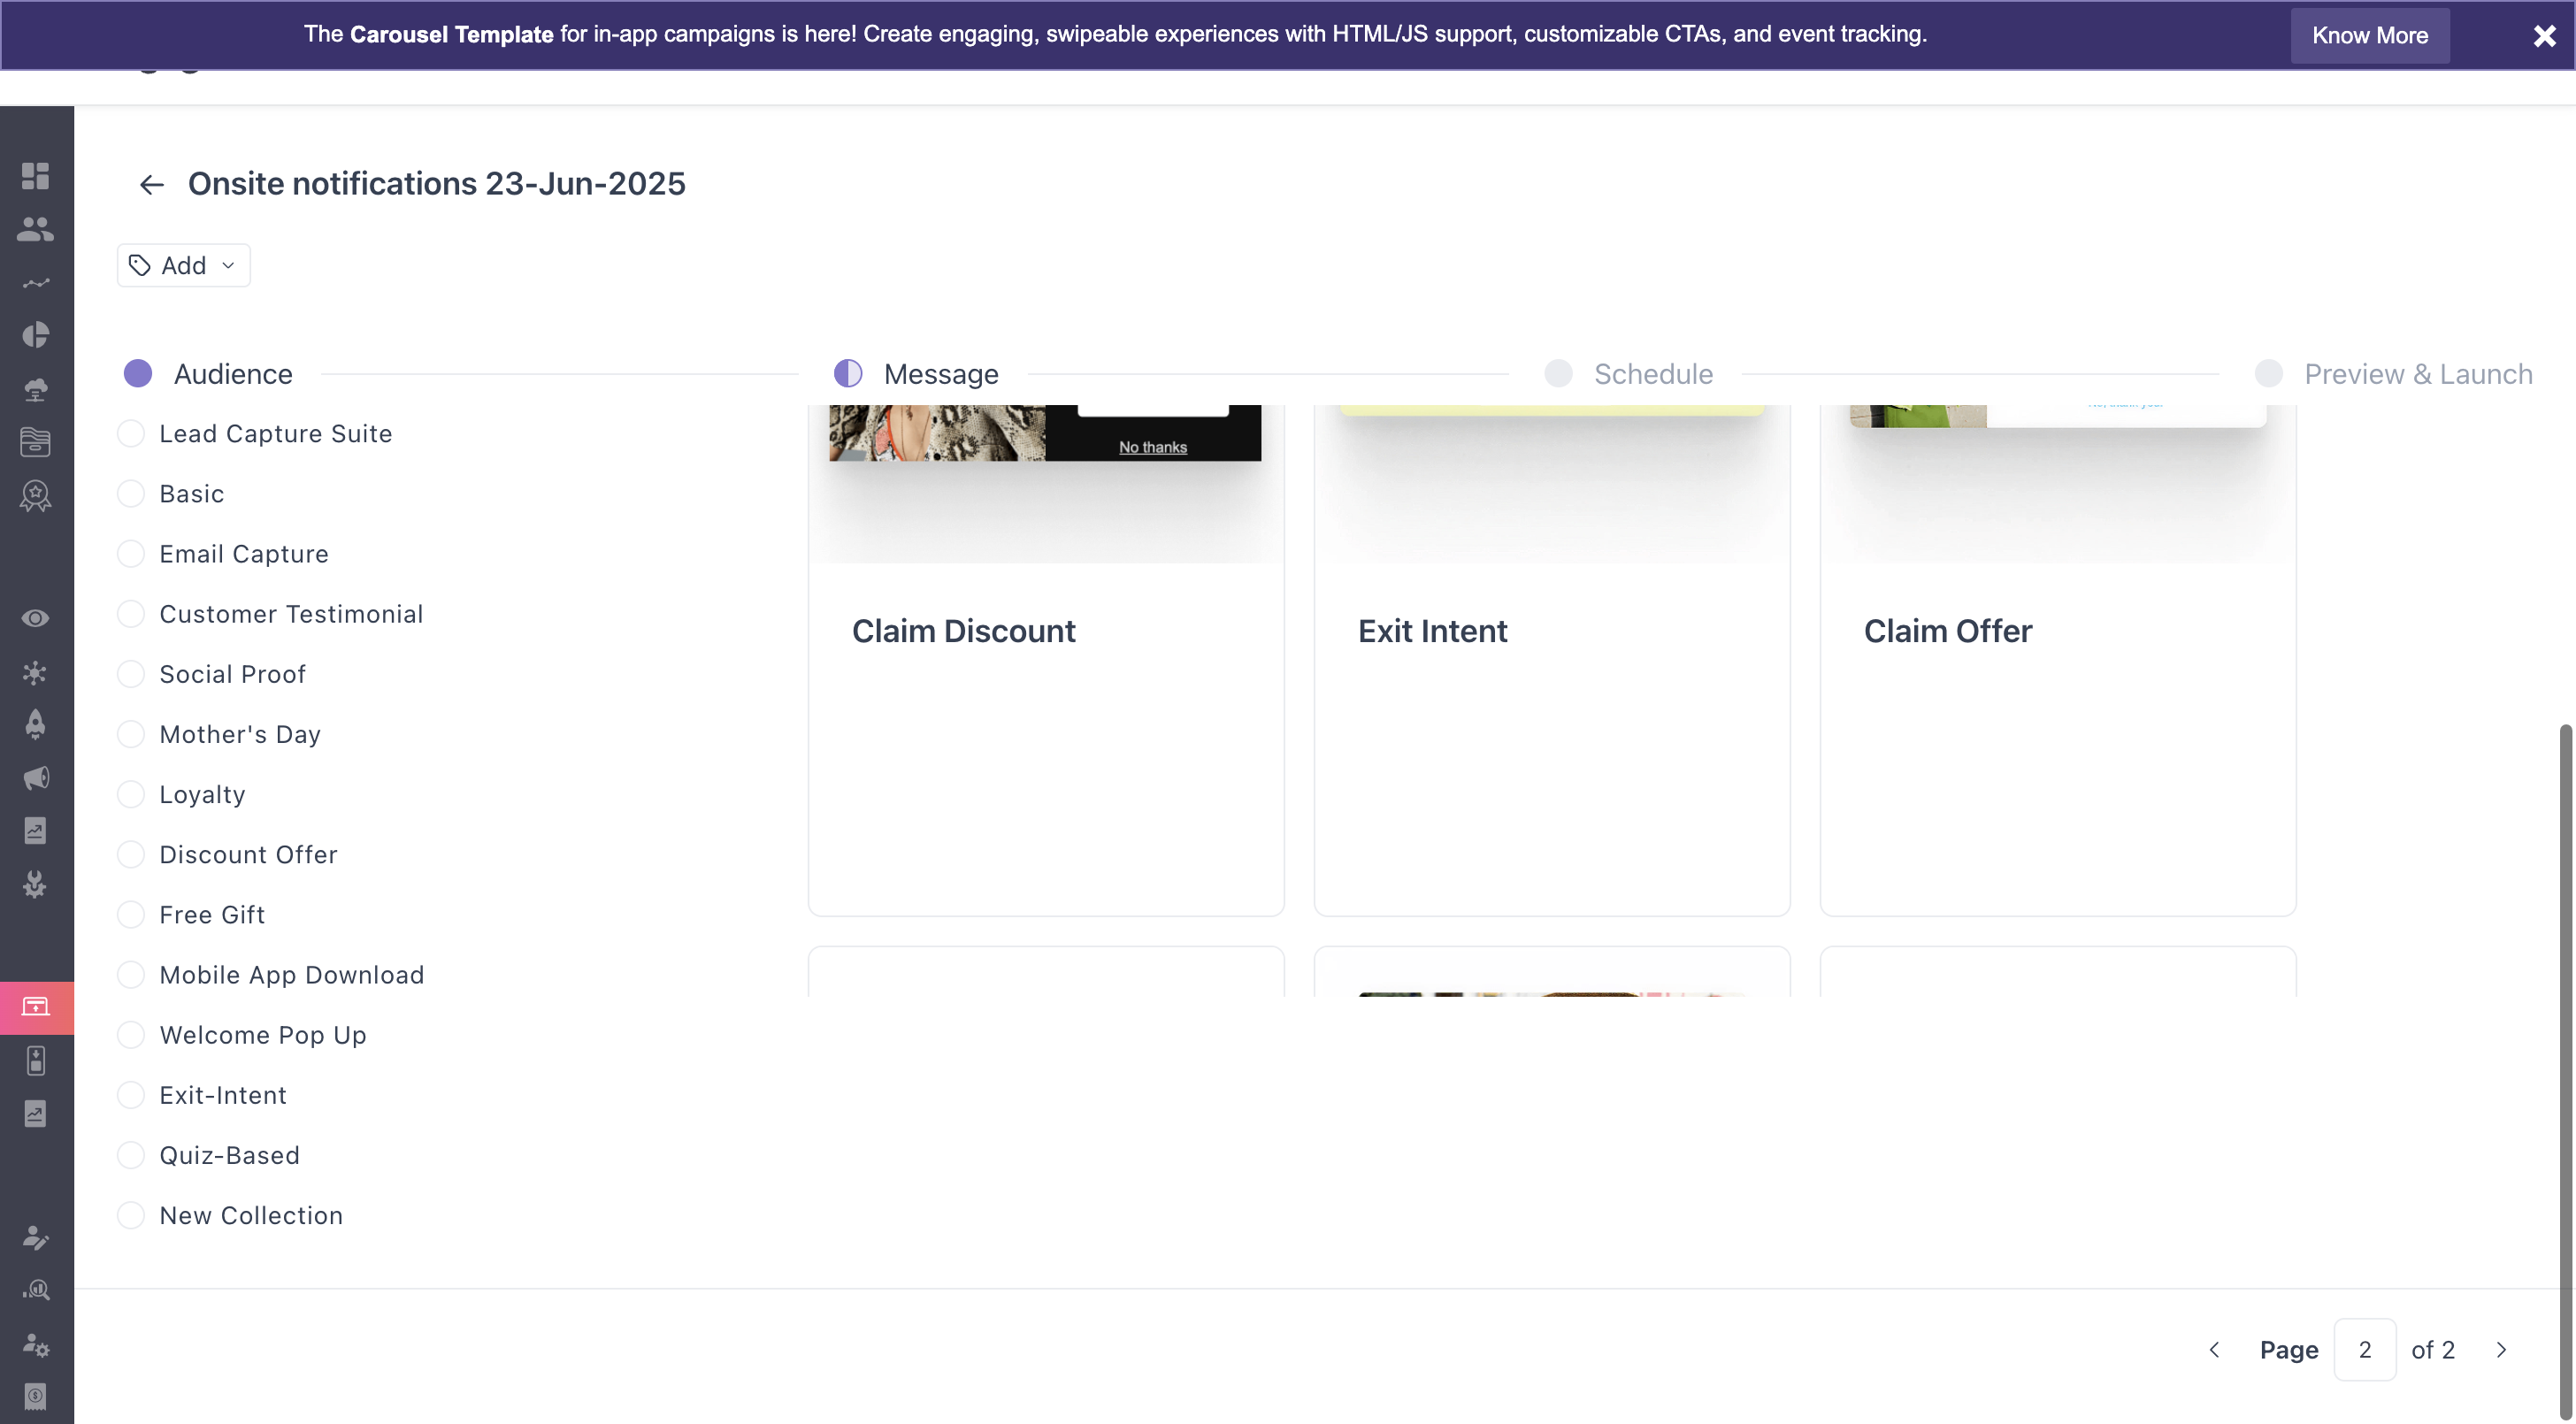 The Carousel Template for in-app campaigns is here! Create engaging, swipeable experiences with HTML/JS support, customizable CTAs, and event tracking.
Know More
Onsite notifications 23-Jun-2025
Add
Audience
Message
Schedule
Preview & Launch
Lead Capture Suite
Basic
Email Capture
Customer Testimonial
Social Proof
Mother's Day
Loyalty
Discount Offer
Free Gift
Mobile App Download
Welcome Pop Up
Exit-Intent
Quiz-Based
New Collection
No thanks
Claim Discount
Exit Intent
Claim Offer
Page 2 of 2